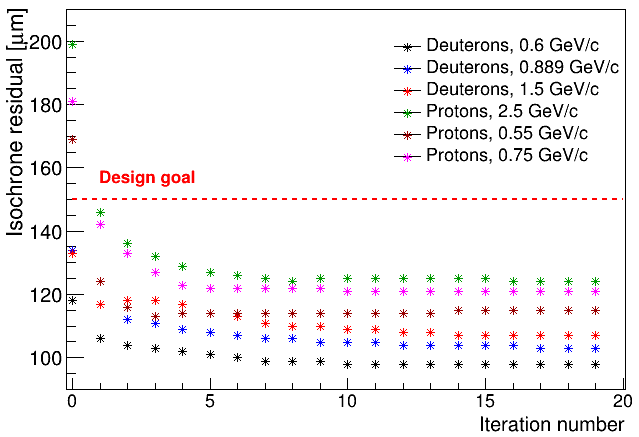 Isochrone residual [μm]
200
180
160
140
120
100
Deuterons, 0.6 GeV/c
Deuterons, 0.889 GeV/c
Deuterons, 1.5 GeV/c
Protons, 2.5 GeV/c
Protons, 0.55 GeV/c
Protons, 0.75 GeV/c
Design goal
0 5 10 15 20
Iteration number